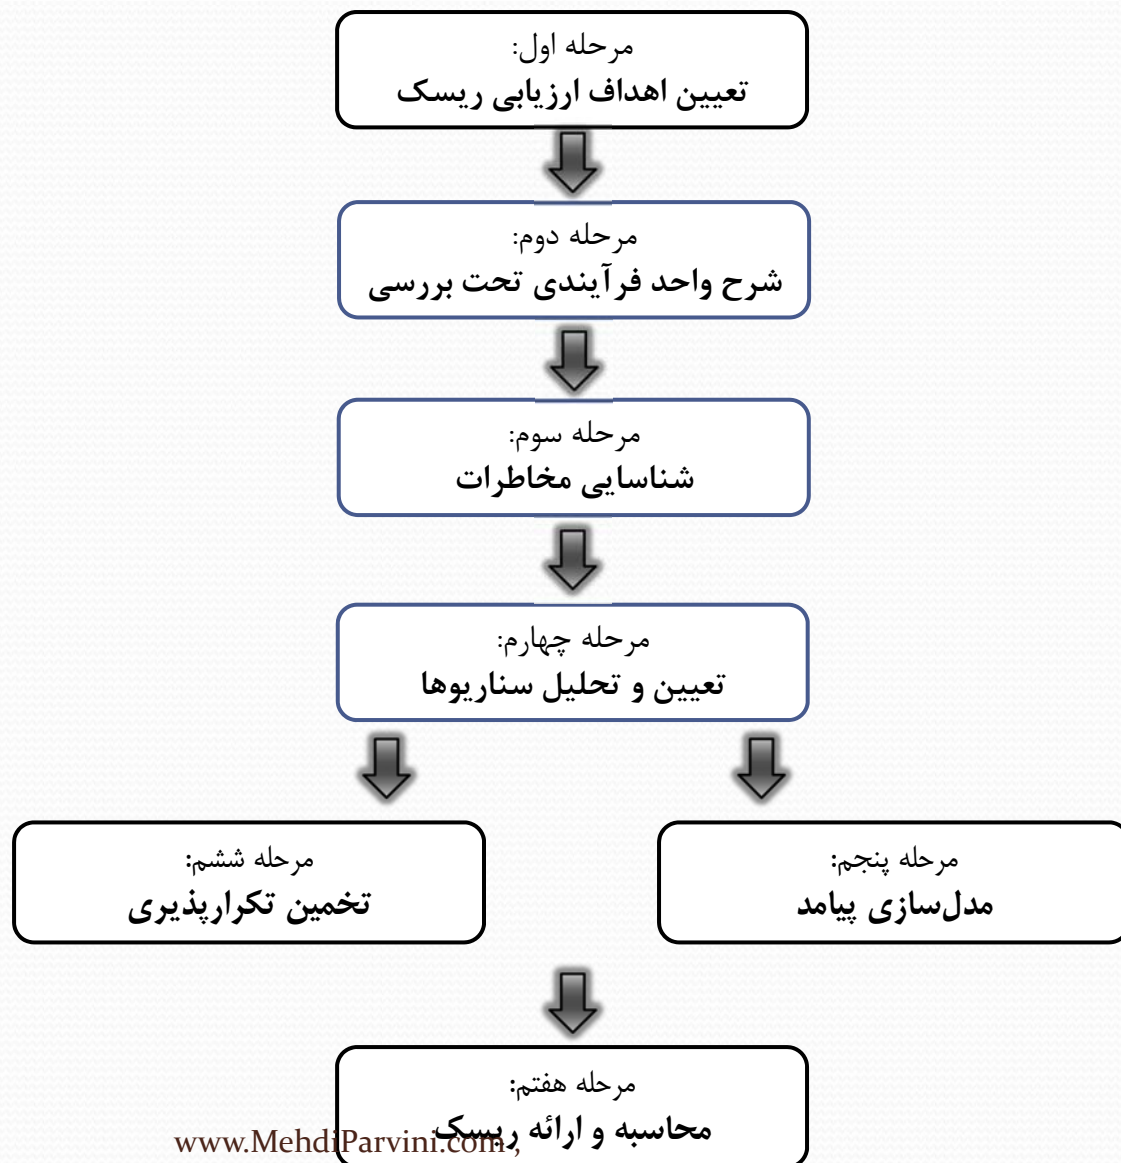 مرحله اول:
تعیین اهداف ارزیابی ریسک
مرحله دوم:
شرح واحد فرآیندی تحت بررسی
مرحله سوم:
شناسایی مخاطرات
مرحله چهارم:
تعیین و تحلیل سناریوها
مرحله پنجم:
مدل‌سازی پیامد
مرحله ششم:
تخمین تکرارپذیری
مرحله هفتم:
محاسبه و ارائه ریسک
www.MehdiParvini.com ,